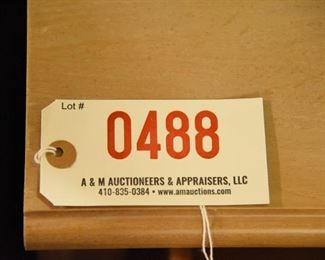 Lot #
0488
A & M AUCTIONEERS & APPRAISERS, LLC
410-835-0384 • www.amauctions.com